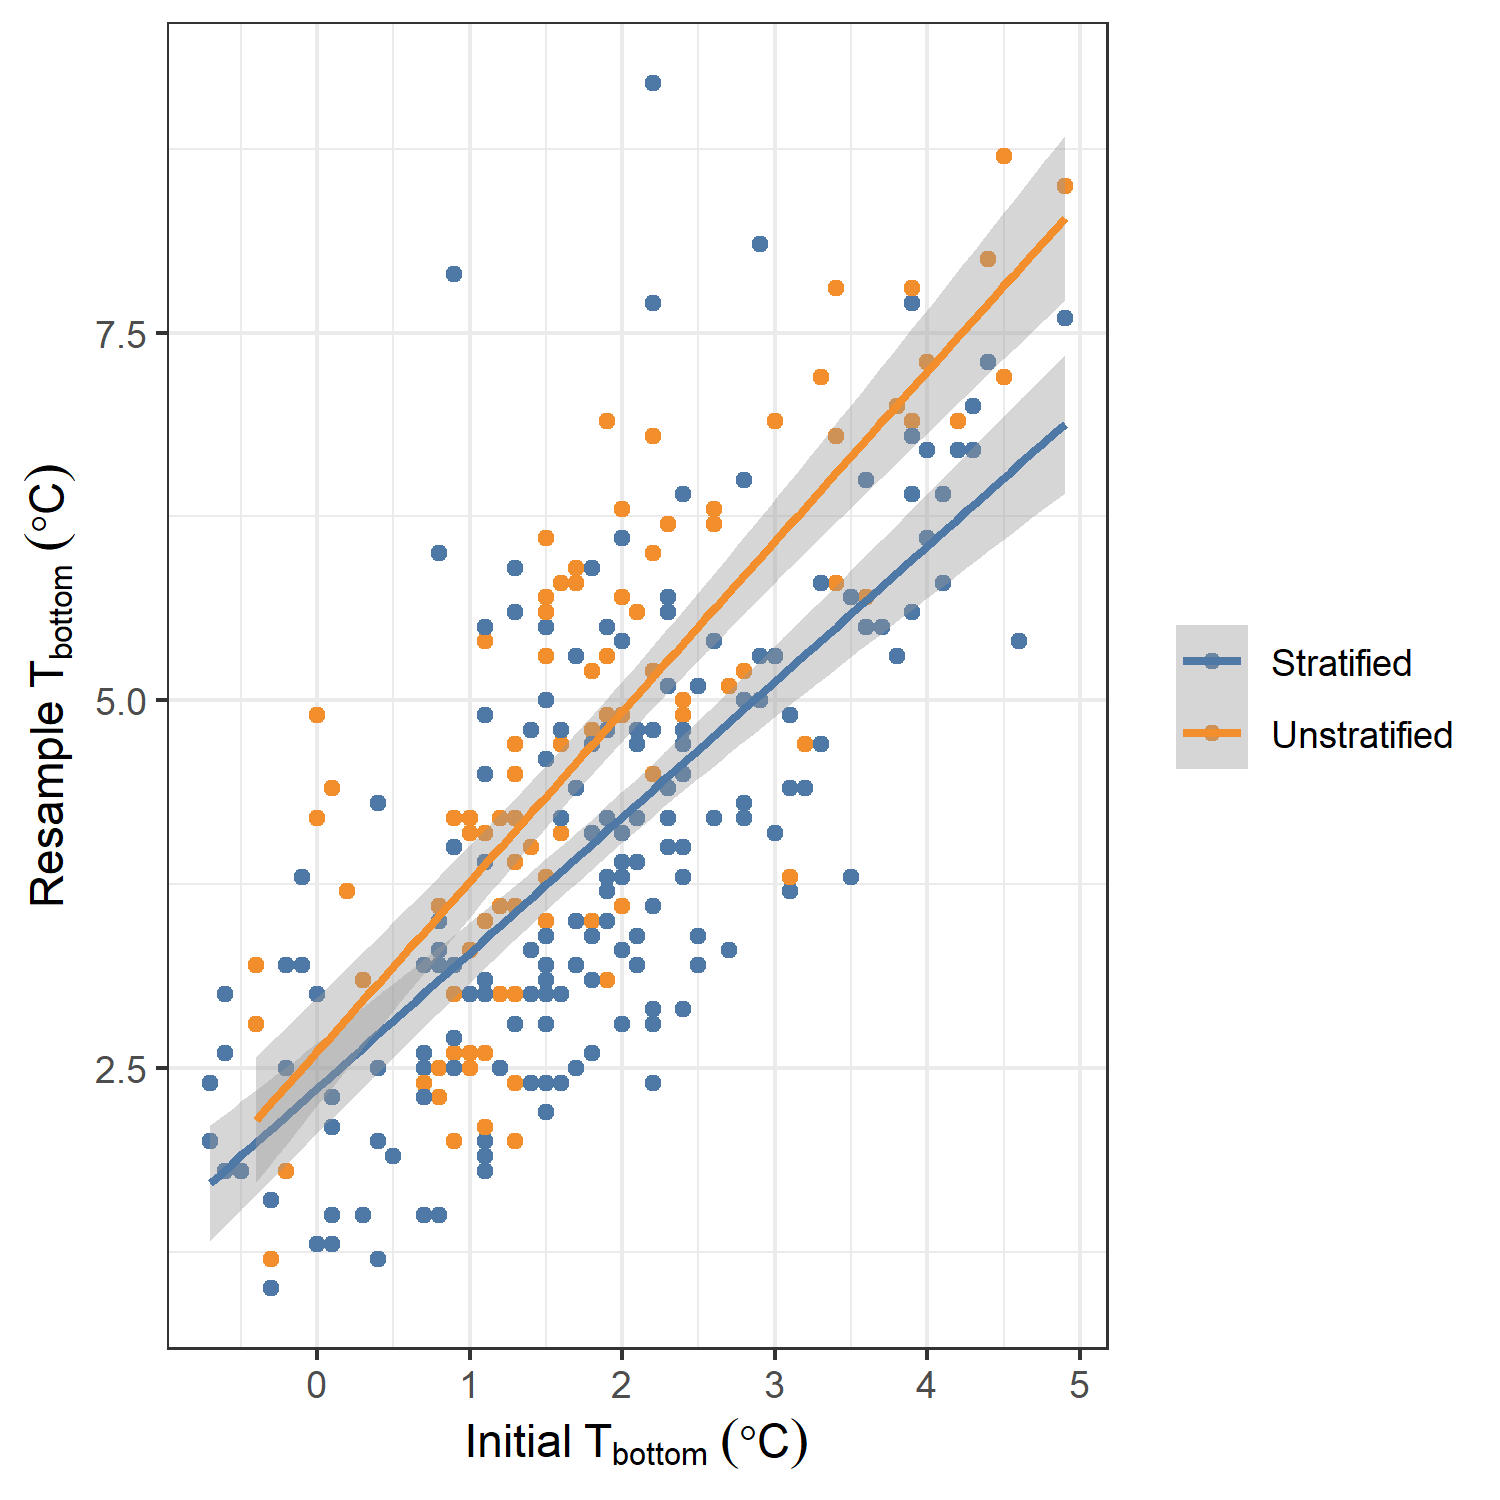 Resample Tbottom (°C)
7.5
5.0
2.5
0 1 2 3 4 5
Initial Tbottom (°C)
Stratified
Unstratified